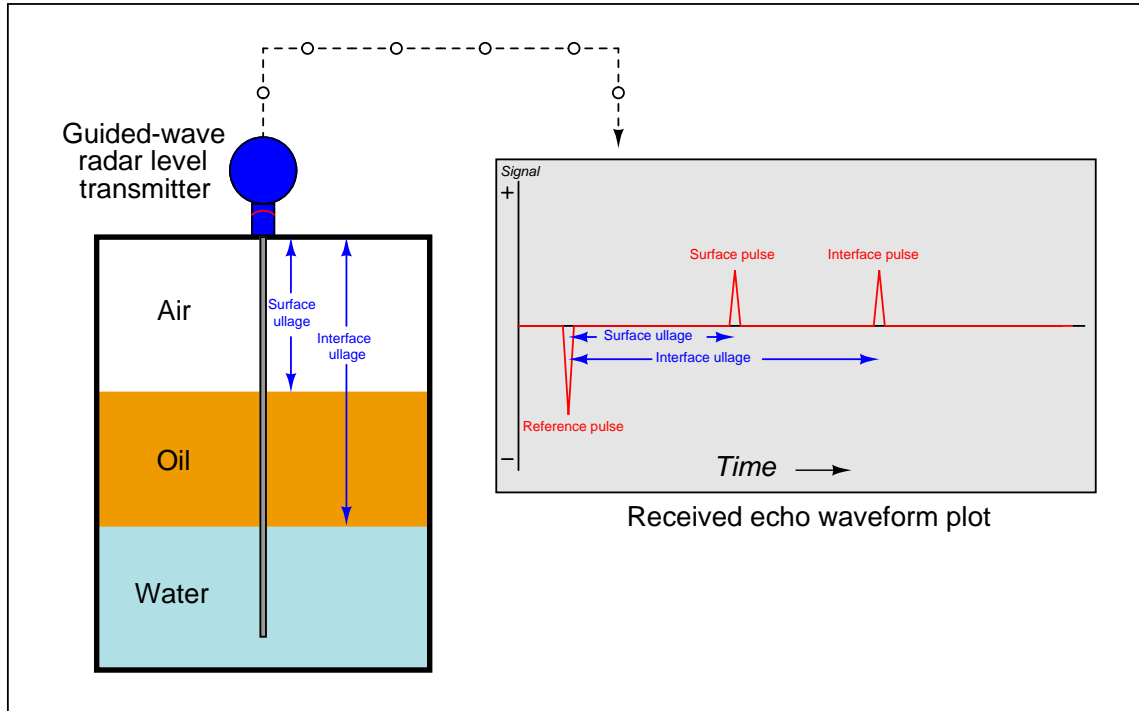 Guided-wave
radar level
transmitter
Air
Surface
ullage
Interface
ullage
Oil
Water
Signal
+
Surface pulse
Interface pulse
Surface ullage
Interface ullage
Reference pulse
−
Time
Received echo waveform plot